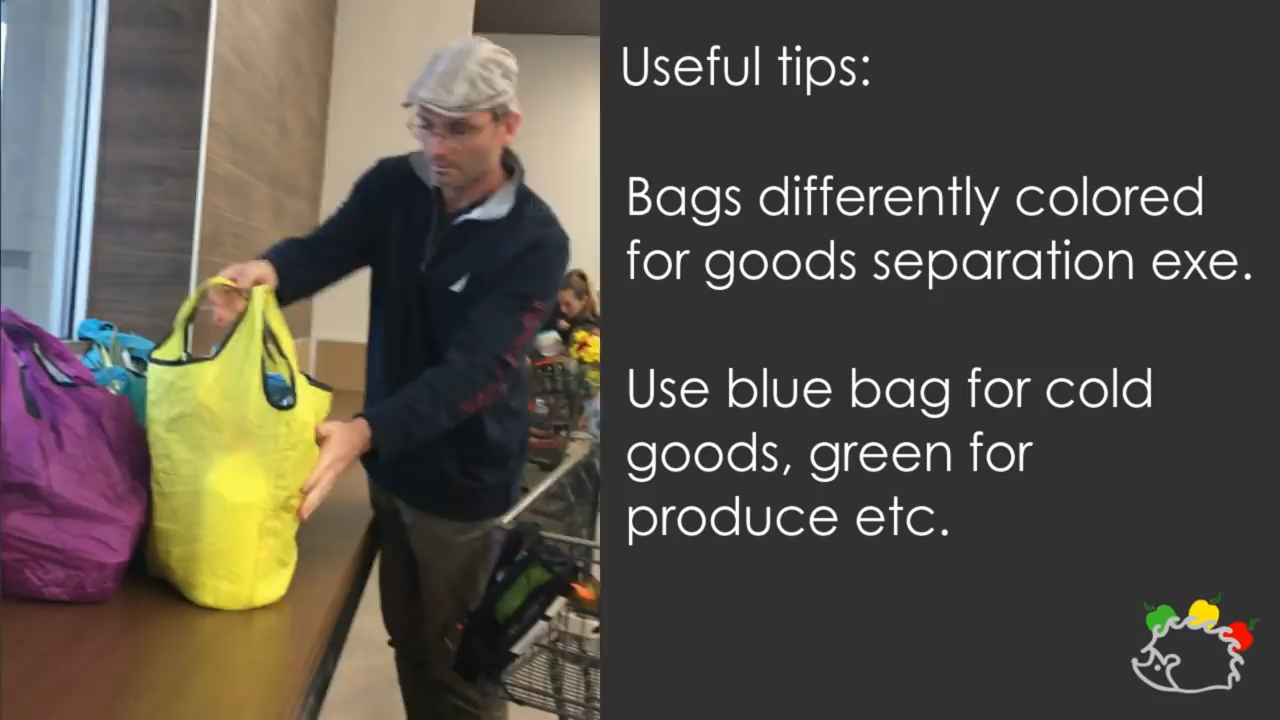 Useful tips:
Bags differently colored
for goods separation exe.
Use blue bag for cold
goods, green for
produce etc.